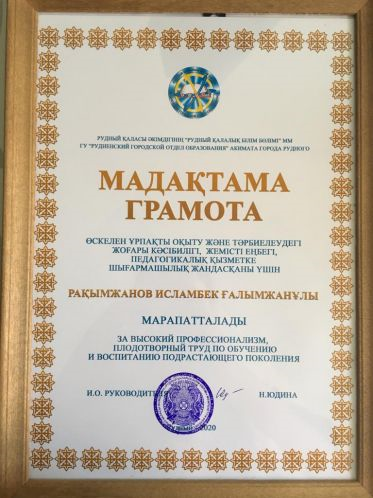 РУДНЫЙ ҚАЛАСЫ ӘКІМДІГІНІҢ "РУДНЫЙ ҚАЛАЛЫҚ БІЛІМ БӨЛІМІ" ММ
ГУ "РУДНЕНСКИЙ ГОРОДСКОЙ ОТДЕЛ ОБРАЗОВАНИЯ" АКИМАТА ГОРОДА РУДНОГО
МАДАҚТАМА
ГРАМОТА
ӨСКЕЛЕН ҰРПАҚТЫ ОҚЫТУ ЖӘНЕ ТӘРБИЕЛЕУДЕГІ
ЖОҒАРЫ КӘСІБИЛІГІ, ЖЕМІСТІ ЕҢБЕГІ,
ПЕДАГОГИКАЛЫҚ ҚЫЗМЕТКЕ
ШЫҒАРМАШЫЛЫҚ ЖАНДАСҚАНЫ ҮШІН
РАҚЫМЖАНОВ ИСЛАМБЕК ҒАЛЫМЖАНҰЛЫ
МАРАПАТТАЛАДЫ
ЗА ВЫСОКИЙ ПРОФЕССИОНАЛИЗМ,
ПЛОДОТВОРНЫЙ ТРУД ПО ОБУЧЕНИЮ
И ВОСПИТАНИЮ ПОДРАСТАЮЩЕГО ПОКОЛЕНИЯ
И.О. РУКОВОДИТЕЛЯ Н.ЮДИНА
2020